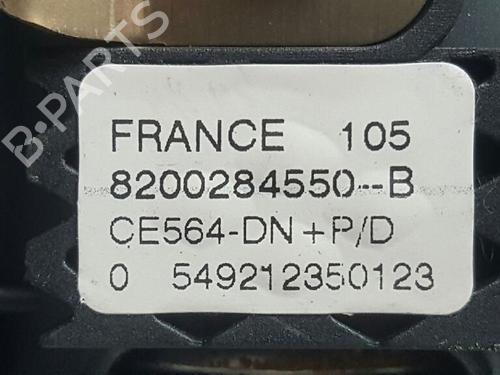 B-PARTS
FRANCE 105
8200284550--B
CE564-DN+P/D
0 549212350123